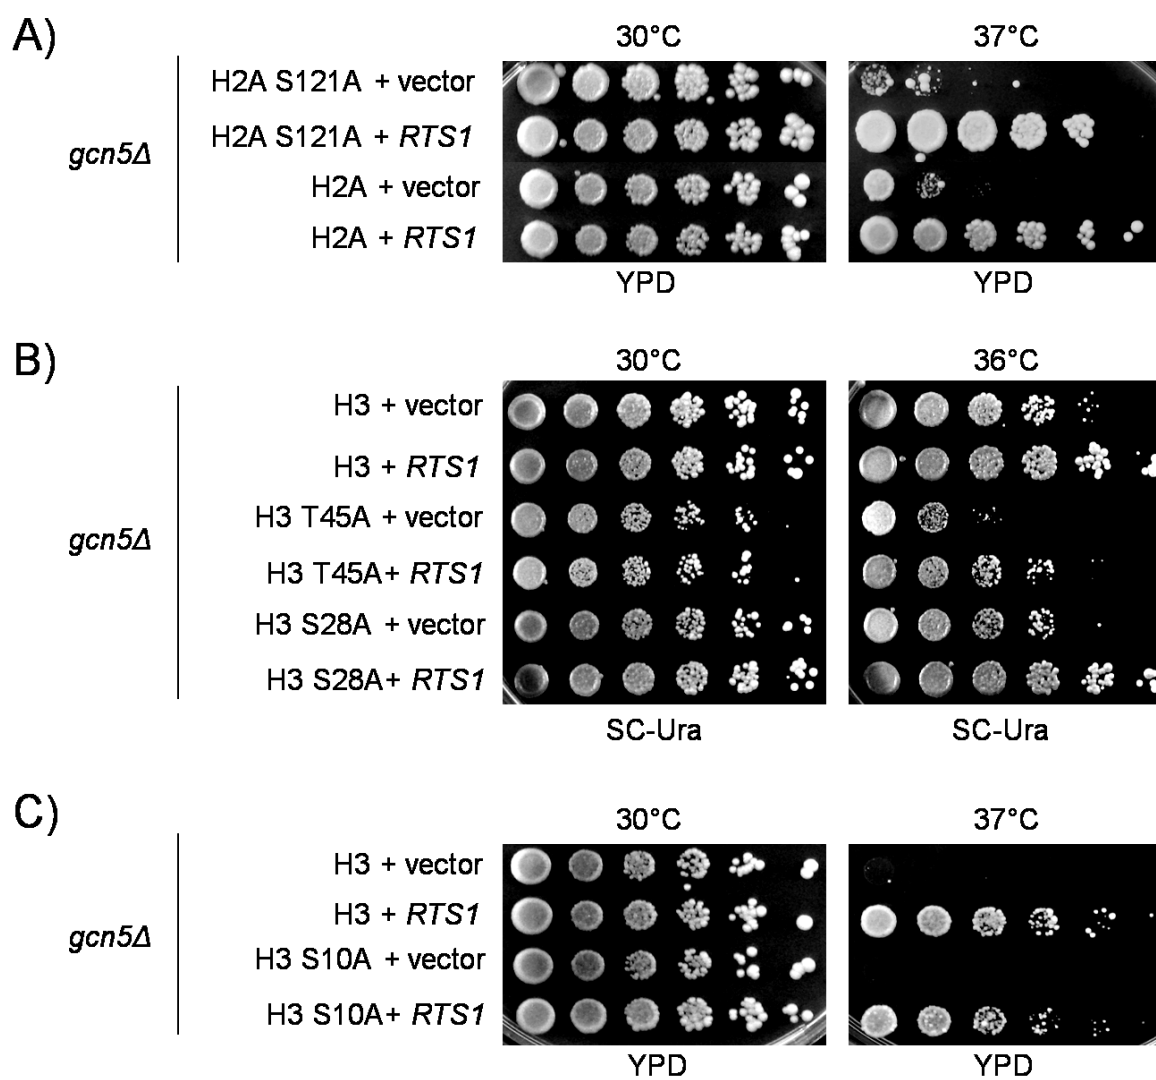 A)
30°C 37°C
H2A S121A + vector
H2A S121A + RTS1
gcn5Δ
H2A + vector
H2A + RTS1
YPD YPD
B)
30°C 36°C
H3 + vector
H3 + RTS1
H3 T45A + vector
gcn5Δ
H3 T45A+ RTS1
H3 S28A + vector
H3 S28A+ RTS1
SC-Ura SC-Ura
C)
30°C 37°C
H3 + vector
H3 + RTS1
gcn5Δ
H3 S10A + vector
H3 S10A+ RTS1
YPD YPD